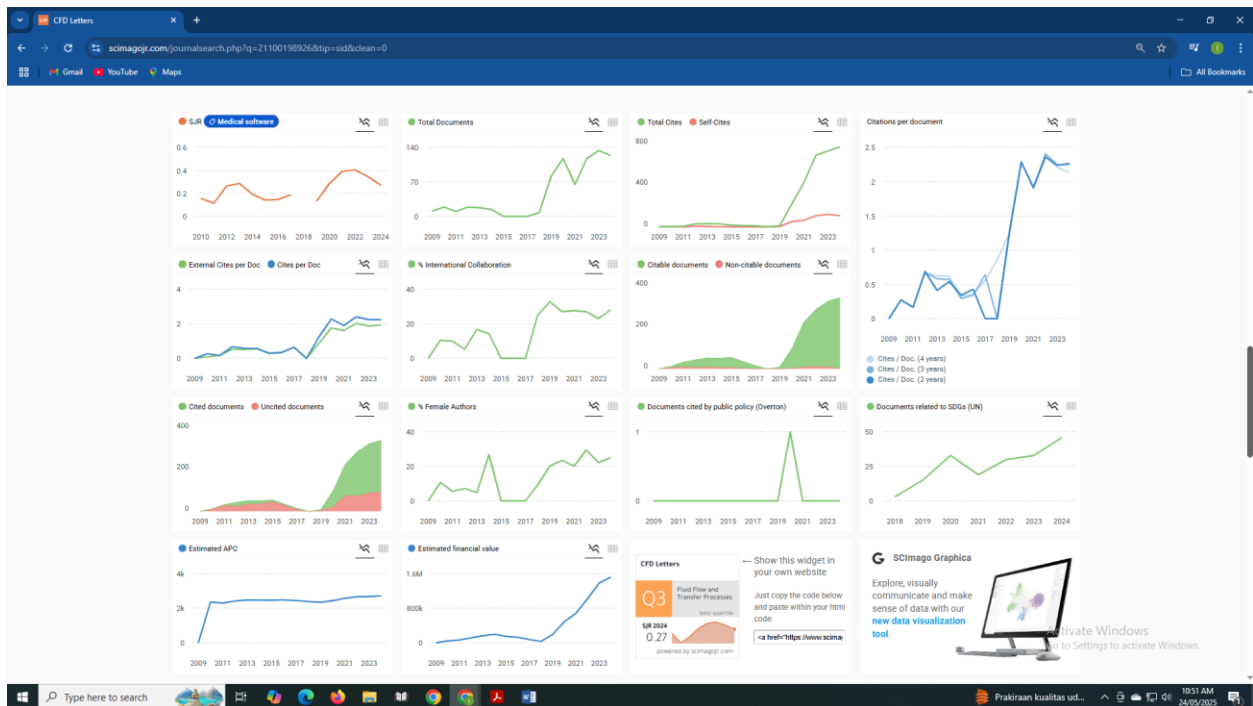 CFD Letters
scimagojr.com/journalsearch.php?q=21100198926&tip=sid&clean=0
Gmail YouTube Maps All Bookmarks
SJR Medical software
0.6
0.4
0.2
0
2010 2012 2014 2016 2018 2020 2022 2024
Total Documents
140
70
0
2009 2011 2013 2015 2017 2019 2021 2023
Total Cites Self-Cites
800
400
0
2009 2011 2013 2015 2017 2019 2021 2023
Citations per document
2.5
2
1.5
1
0.5
0
2009 2011 2013 2015 2017 2019 2021 2023
Cites / Doc. (4 years)
Cites / Doc. (3 years)
Cites / Doc. (2 years)
External Cites per Doc Cites per Doc
4
2
0
2009 2011 2013 2015 2017 2019 2021 2023
% International Collaboration
40
20
0
2009 2011 2013 2015 2017 2019 2021 2023
Citable documents Non-citable documents
400
200
0
2009 2011 2013 2015 2017 2019 2021 2023
Cited documents Uncited documents
400
200
0
2009 2011 2013 2015 2017 2019 2021 2023
% Female Authors
40
20
0
2009 2011 2013 2015 2017 2019 2021 2023
Documents cited by public policy (Overton)
1
0
2009 2011 2013 2015 2017 2019 2021 2023
Documents related to SDGs (UN)
50
25
0
2018 2019 2020 2021 2022 2023 2024
Estimated APC
4k
2k
0
2009 2011 2013 2015 2017 2019 2021 2023
Estimated financial value
1.6M
800k
0
2009 2011 2013 2015 2017 2019 2021 2023
CFD Letters
Q3
Fluid Flow and
Transfer Processes
best quartile
SJR 2024
0.27
powered by scimagojr.com
← Show this widget in
your own website
Just copy the code below
and paste within your html
code:
<a href="https://www.scima
SCImago Graphica
Explore, visually
communicate and make
sense of data with our
new data visualization
tool.
Activate Windows
Go to Settings to activate Windows.
Type here to search
Prakiraan kualitas ud...
10:51 AM
24/05/2025